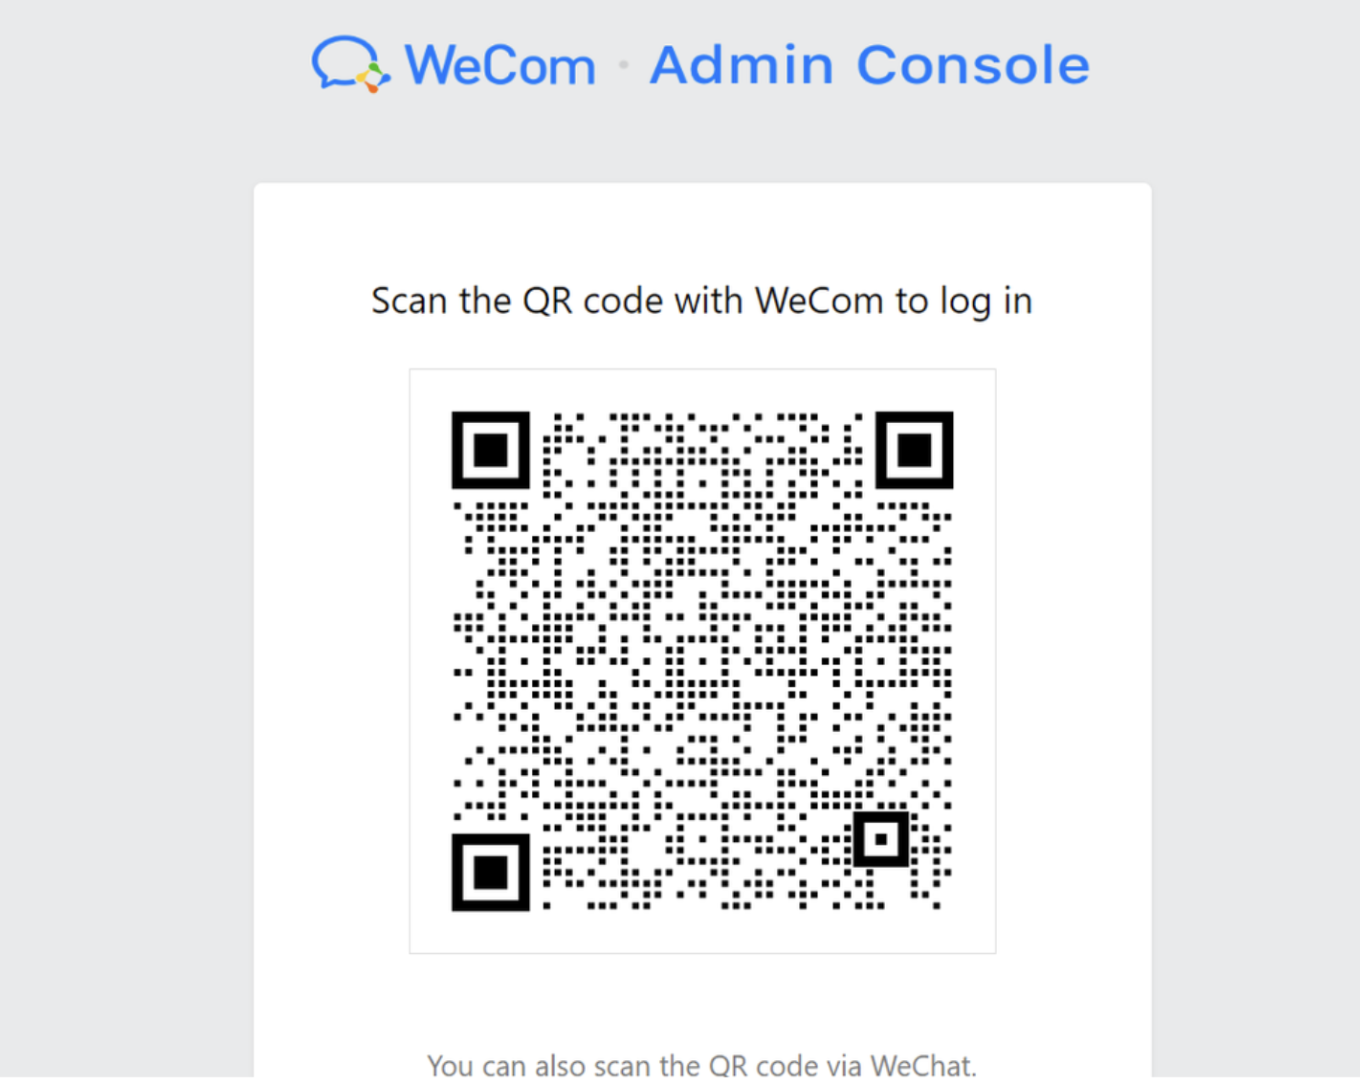 WeCom · Admin Console
Scan the QR code with WeCom to log in
You can also scan the QR code via WeChat.